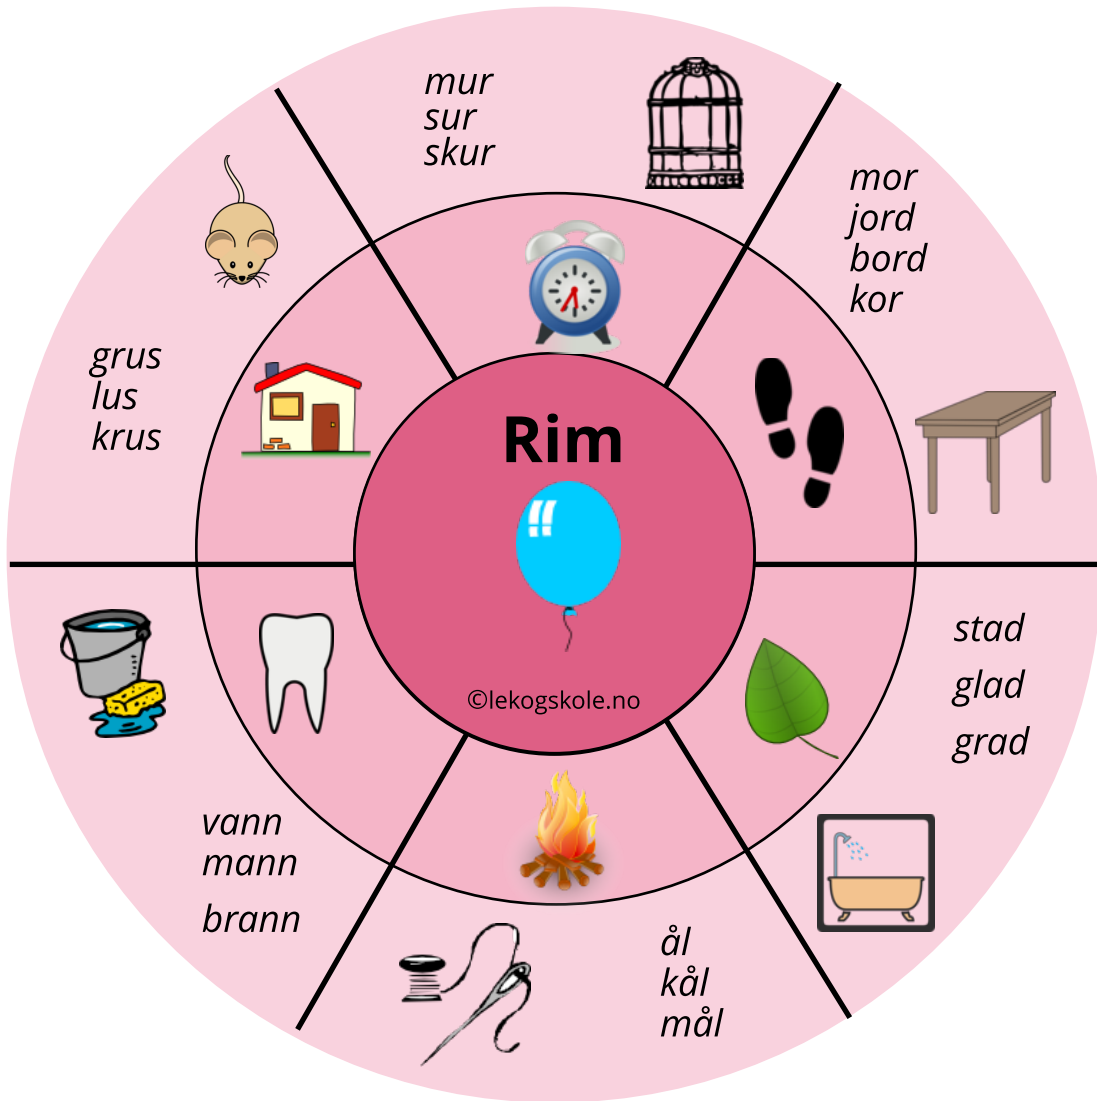 mur
sur
skur
mor
jord
bord
kor
grus
lus
krus
Rim
©lekogskole.no
stad
glad
grad
vann
mann
brann
ål
kål
mål